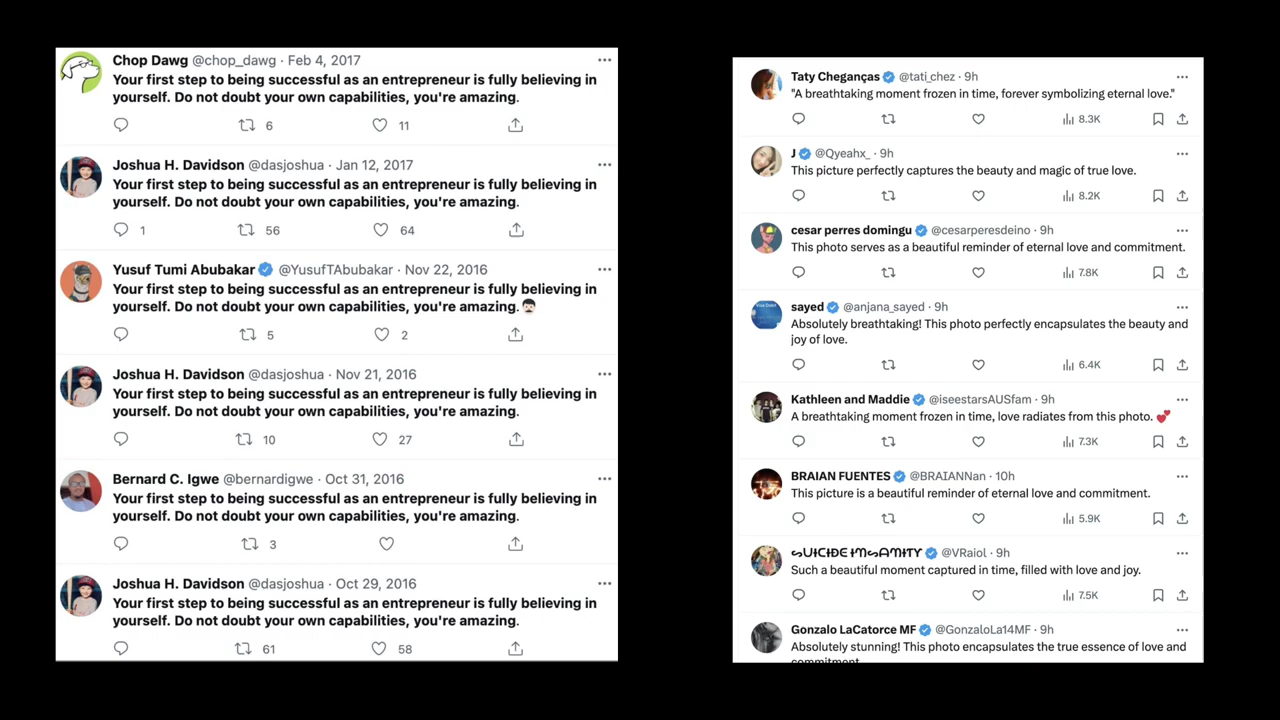 Chop Dawg @chop_dawg · Feb 4, 2017
Your first step to being successful as an entrepreneur is fully believing in
yourself. Do not doubt your own capabilities, you're amazing.
6 11
Joshua H. Davidson @dasjoshua · Jan 12, 2017
Your first step to being successful as an entrepreneur is fully believing in
yourself. Do not doubt your own capabilities, you're amazing.
1 56 64
Yusuf Tumi Abubakar @YusufTAbubakar · Nov 22, 2016
Your first step to being successful as an entrepreneur is fully believing in
yourself. Do not doubt your own capabilities, you're amazing.
5 2
Joshua H. Davidson @dasjoshua · Nov 21, 2016
Your first step to being successful as an entrepreneur is fully believing in
yourself. Do not doubt your own capabilities, you're amazing.
10 27
Bernard C. Igwe @bernardigwe · Oct 31, 2016
Your first step to being successful as an entrepreneur is fully believing in
yourself. Do not doubt your own capabilities, you're amazing.
3
Joshua H. Davidson @dasjoshua · Oct 29, 2016
Your first step to being successful as an entrepreneur is fully believing in
yourself. Do not doubt your own capabilities, you're amazing.
61 58
Taty Cheganças @tati_chez · 9h
"A breathtaking moment frozen in time, forever symbolizing eternal love."
8.3K
J @Qyeahx_ · 9h
This picture perfectly captures the beauty and magic of true love.
8.2K
cesar perres domingu @cesarperesdeino · 9h
This photo serves as a beautiful reminder of eternal love and commitment.
7.8K
sayed @anjana_sayed · 9h
Absolutely breathtaking! This photo perfectly encapsulates the beauty and
joy of love.
6.4K
Kathleen and Maddie @iseestarsAUSfam · 9h
A breathtaking moment frozen in time, love radiates from this photo. 💕
7.3K
BRAIAN FUENTES @BRAIANNan · 10h
This picture is a beautiful reminder of eternal love and commitment.
5.9K
@VRaiol · 9h
Such a beautiful moment captured in time, filled with love and joy.
7.5K
Gonzalo LaCatorce MF @GonzaloLa14MF · 9h
Absolutely stunning! This photo encapsulates the true essence of love and
commitment.